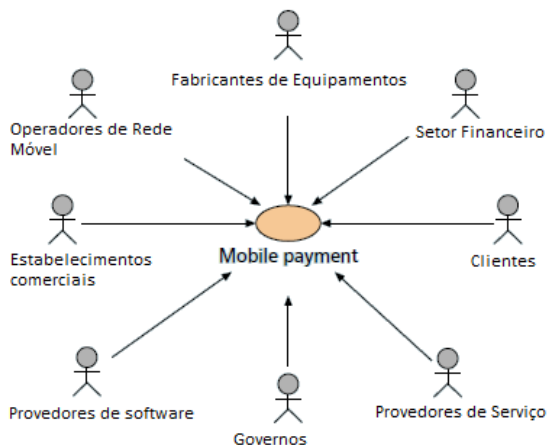 Fabricantes de Equipamentos
Operadores de Rede
Móvel
Setor Financeiro
Estabelecimentos
comerciais
Mobile payment
Clientes
Provedores de software
Governos
Provedores de Serviço